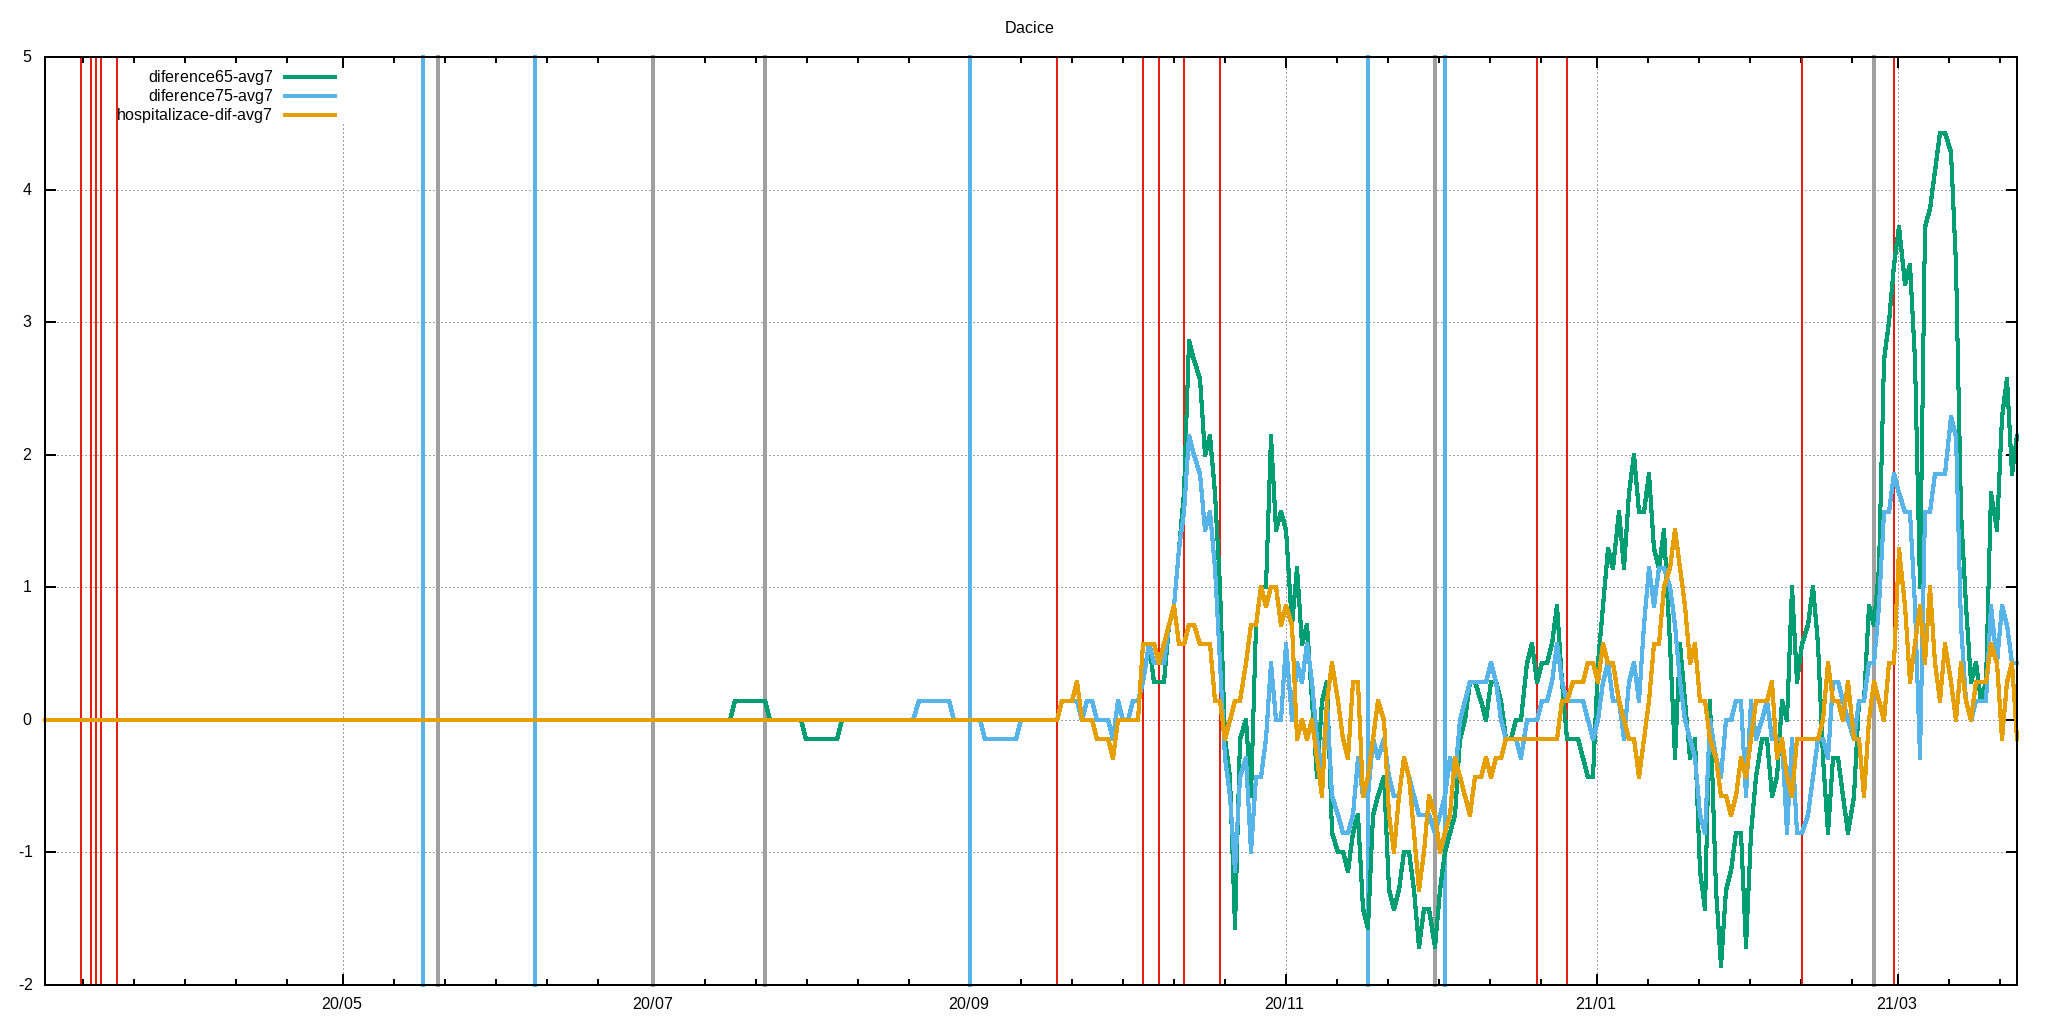 Dacice
diference65-avg7
diference75-avg7
hospitalizace-dif-avg7
5
4
3
2
1
0
-1
-2
20/05 20/07 20/09 20/11 21/01 21/03